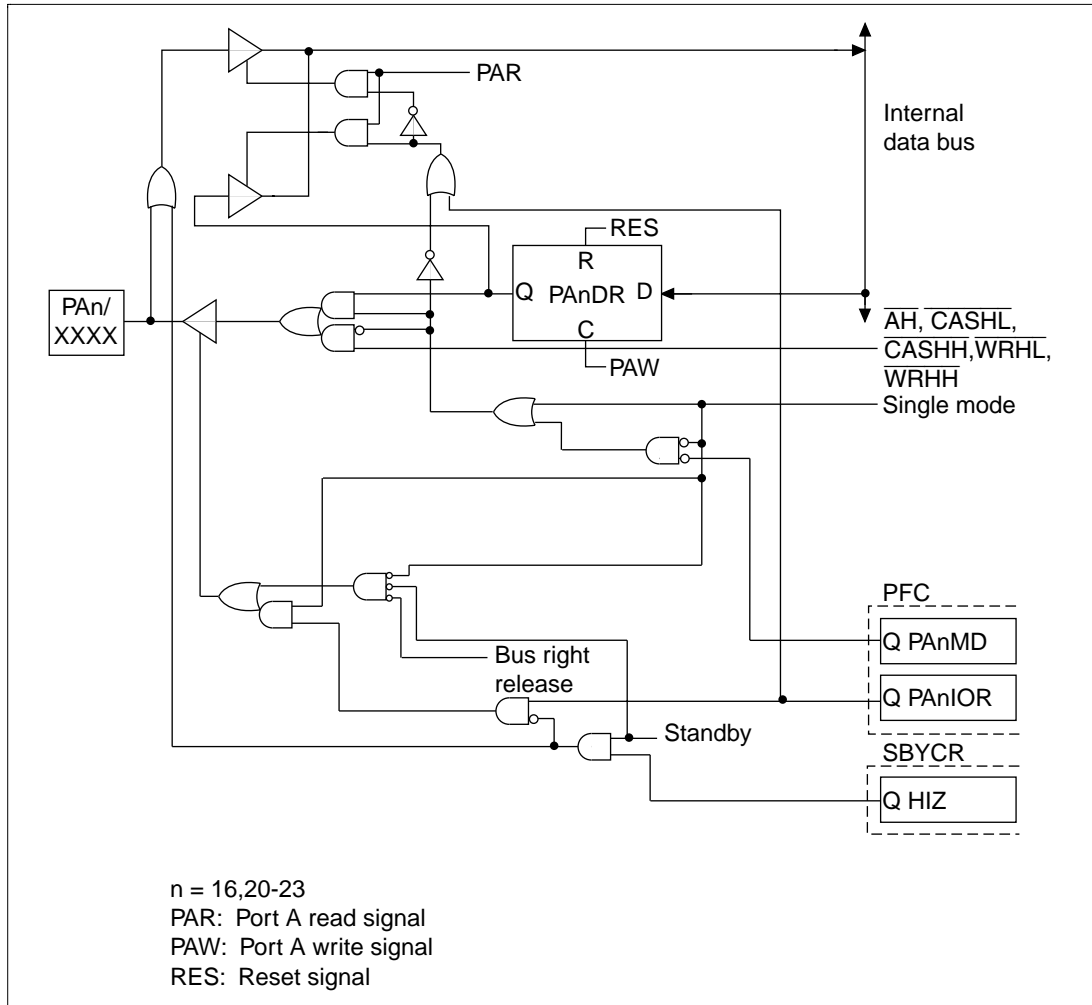 PAR
Internal
data bus
RES
R
Q PAnDR D
C
PAn/
XXXX
PAW
AH, CASHL,
CASHH,WRHL,
WRHH
Single mode
PFC
Q PAnMD
Bus right
release
Q PAnIOR
Standby
SBYCR
Q HIZ
n = 16,20-23
PAR: Port A read signal
PAW: Port A write signal
RES: Reset signal